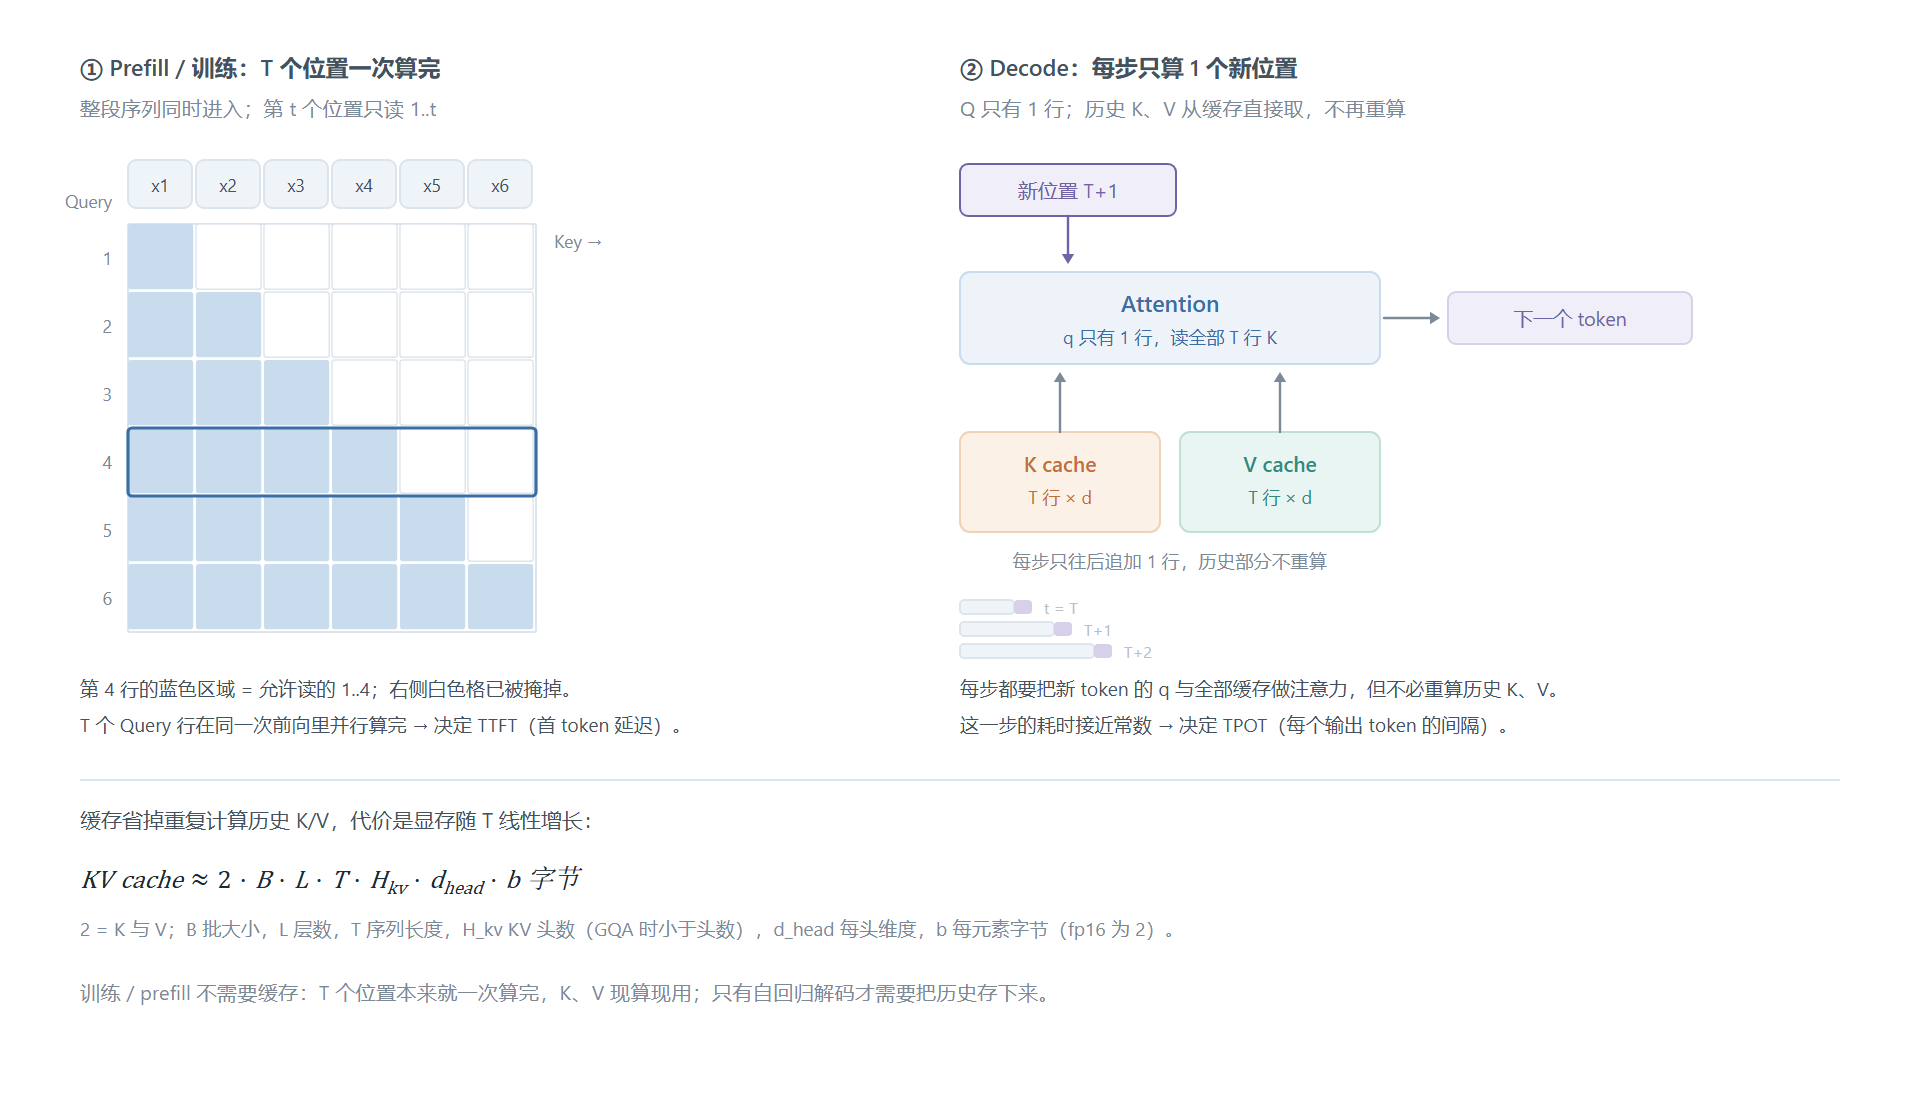 ① Prefill / 训练：T 个位置一次算完
整段序列同时进入；第 t 个位置只读 1..t
x1 x2 x3 x4 x5 x6
Query
Key →
1
2
3
4
5
6
第 4 行的蓝色区域 = 允许读的 1..4；右侧白色格已被掩掉。
T 个 Query 行在同一次前向里并行算完 → 决定 TTFT（首 token 延迟）。
② Decode：每步只算 1 个新位置
Q 只有 1 行；历史 K、V 从缓存直接取，不再重算
新位置 T+1
Attention
q 只有 1 行，读全部 T 行 K
下一个 token
K cache
T 行 × d
V cache
T 行 × d
每步只往后追加 1 行，历史部分不重算
t = T
T+1
T+2
每步都要把新 token 的 q 与全部缓存做注意力，但不必重算历史 K、V。
这一步的耗时接近常数 → 决定 TPOT（每个输出 token 的间隔）。
缓存省掉重复计算历史 K/V，代价是显存随 T 线性增长：
KV cache ≈ 2 · B · L · T · H_kv · d_head · b 字节
2 = K 与 V；B 批大小，L 层数，T 序列长度，H_kv KV 头数（GQA 时小于头数），d_head 每头维度，b 每元素字节（fp16 为 2）。
训练 / prefill 不需要缓存：T 个位置本来就一次算完，K、V 现算现用；只有自回归解码才需要把历史存下来。